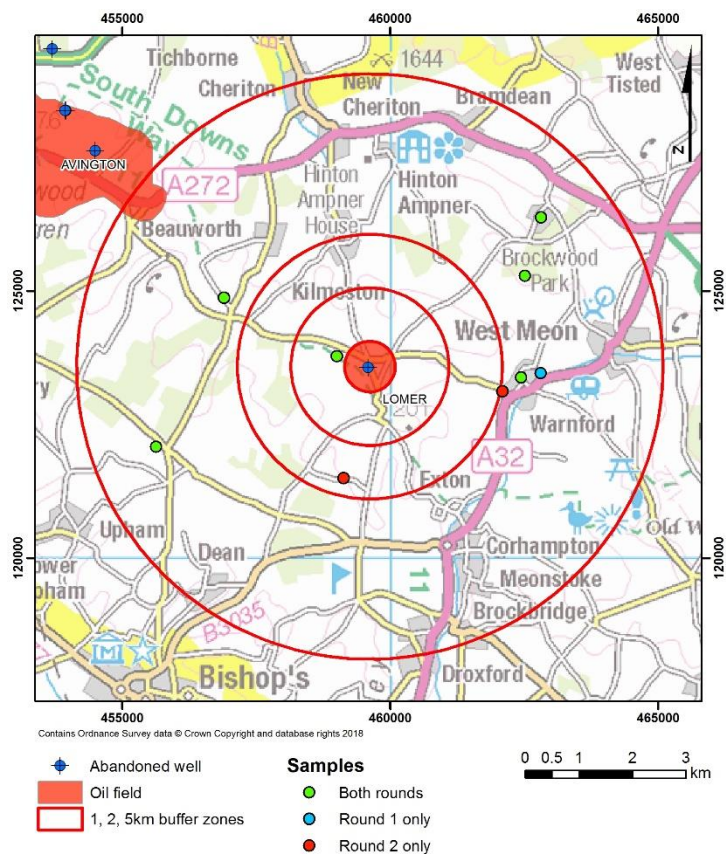 455000
460000
465000
Tichborne
Cheriton
New
Cheriton
1644
Bramdean
West
Tisted
South Downs
Way
AVINGTON
A272
Hinton
Ampner
House
Hinton
Ampner
Beauworth
Brockwood
Park
125000
125000
Kilmeston
West Meon
LOMER
Warnford
A32
Exton
Old W
Upham
Dean
120000
120000
Corhampton
Meonstoke
11
B3035
Brockbridge
Bishop's
Droxford
455000
460000
465000
N
Contains Ordnance Survey data © Crown Copyright and database rights 2018
Abandoned well
Oil field
1, 2, 5km buffer zones
Samples
Both rounds
Round 1 only
Round 2 only
0 0.5 1 2 3
km